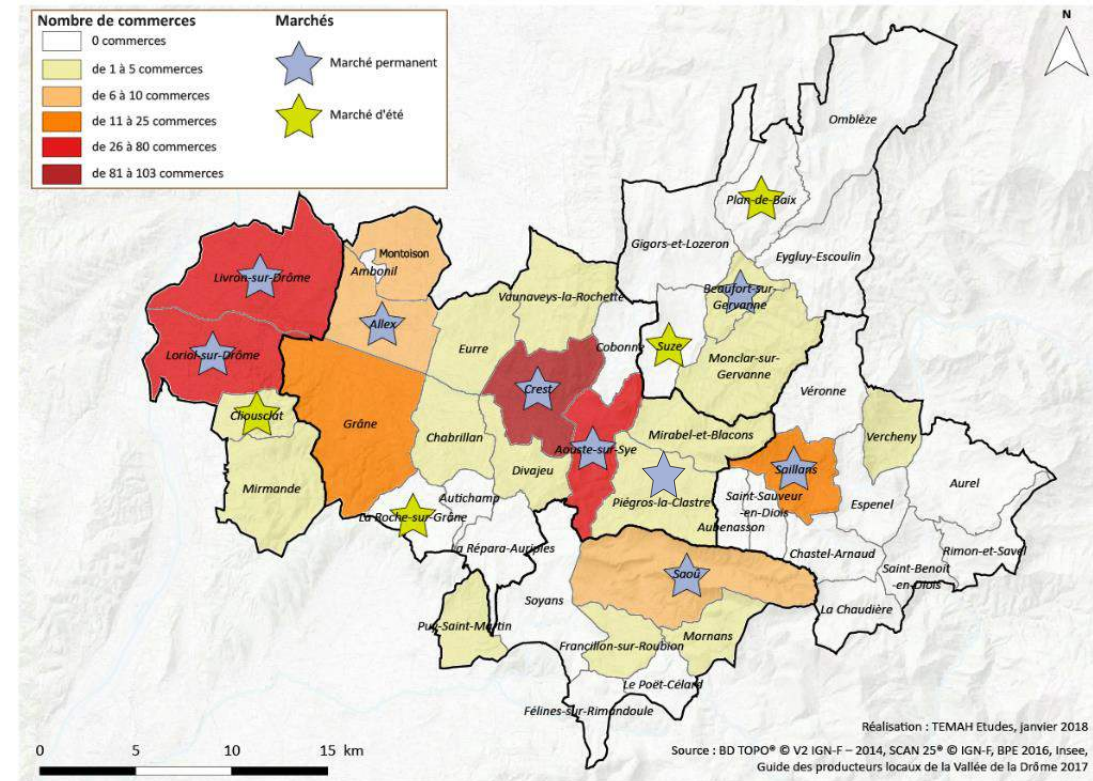 Nombre de commerces
0 commerces
de 1 à 5 commerces
de 6 à 10 commerces
de 11 à 25 commerces
de 26 à 80 commerces
de 81 à 103 commerces
Marchés
Marché permanent
Marché d'été
N
Omblèze
Plan-de-Baix
Gigors-et-Lozeron
Eygluy-Escoulin
Montoison
Ambonil
Livron-sur-Drôme
Allex
Vaunaveys-la-Rochette
Beaufort-sur-
Gervanne
Loriol-sur-Drôme
Eurre
Cobonne
Suze
Monclar-sur-
Gervanne
Crest
Véronne
Cliousclat
Grâne
Chabrillan
Aouste-sur-Sye
Mirabel-et-Blacons
Vercheny
Mirmande
Divajeu
Piégros-la-Clastre
Saillans
Aurel
Autichamp
La Roche-sur-Grâne
Saint-Sauveur
-en-Diois
Espenel
Aubenasson
La Répara-Auriples
Chastel-Arnaud
Rimon-et-Savel
Saint-Benoit
en-Diois
Saoû
Soyans
La Chaudière
Puy-Saint-Martin
Mornans
Francillon-sur-Roubion
Le Poët-Célard
Félines-sur-Rimandoule
Réalisation : TEMAH Etudes, janvier 2018
0 5 10 15 km
Source : BD TOPO® © V2 IGN-F – 2014, SCAN 25® © IGN-F, BPE 2016, Insee,
Guide des producteurs locaux de la Vallée de la Drôme 2017